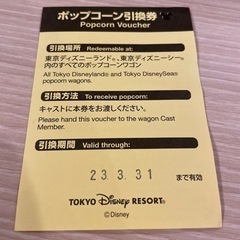 ポップコーン引換券
Popcorn Voucher
引換場所 Redeemable at:
東京ディズニーランド®、東京ディズニーシー®
内のすべてのポップコーンワゴン
All Tokyo Disneyland® and Tokyo DisneySea®
popcorn wagons.
引換方法 To receive popcorn:
キャストに本券をお渡しください。
Please hand this voucher to the wagon Cast
Member.
引換期間 Valid through:
23.3.31
まで有効
TOKYO Disney RESORT®
©Disney